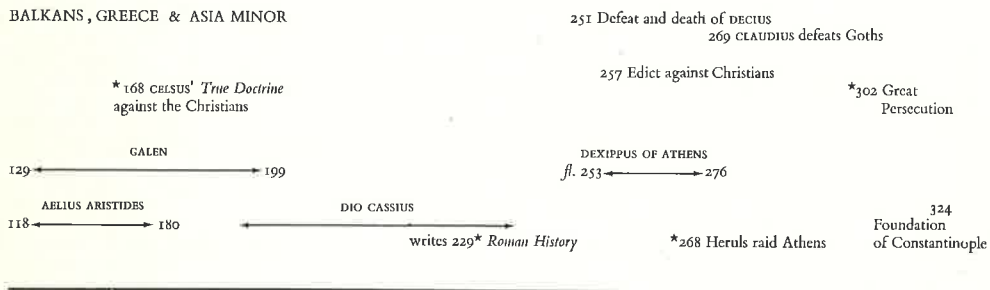 BALKANS, GREECE & ASIA MINOR
251 Defeat and death of DECIUS
269 CLAUDIUS defeats Goths
257 Edict against Christians
*168 CELSUS' True Doctrine
against the Christians
*302 Great
Persecution
GALEN
129 199
DEXIPPUS OF ATHENS
fl. 253 276
AELIUS ARISTIDES
118 180
DIO CASSIUS
writes 229* Roman History
*268 Heruls raid Athens
324
Foundation
of Constantinople